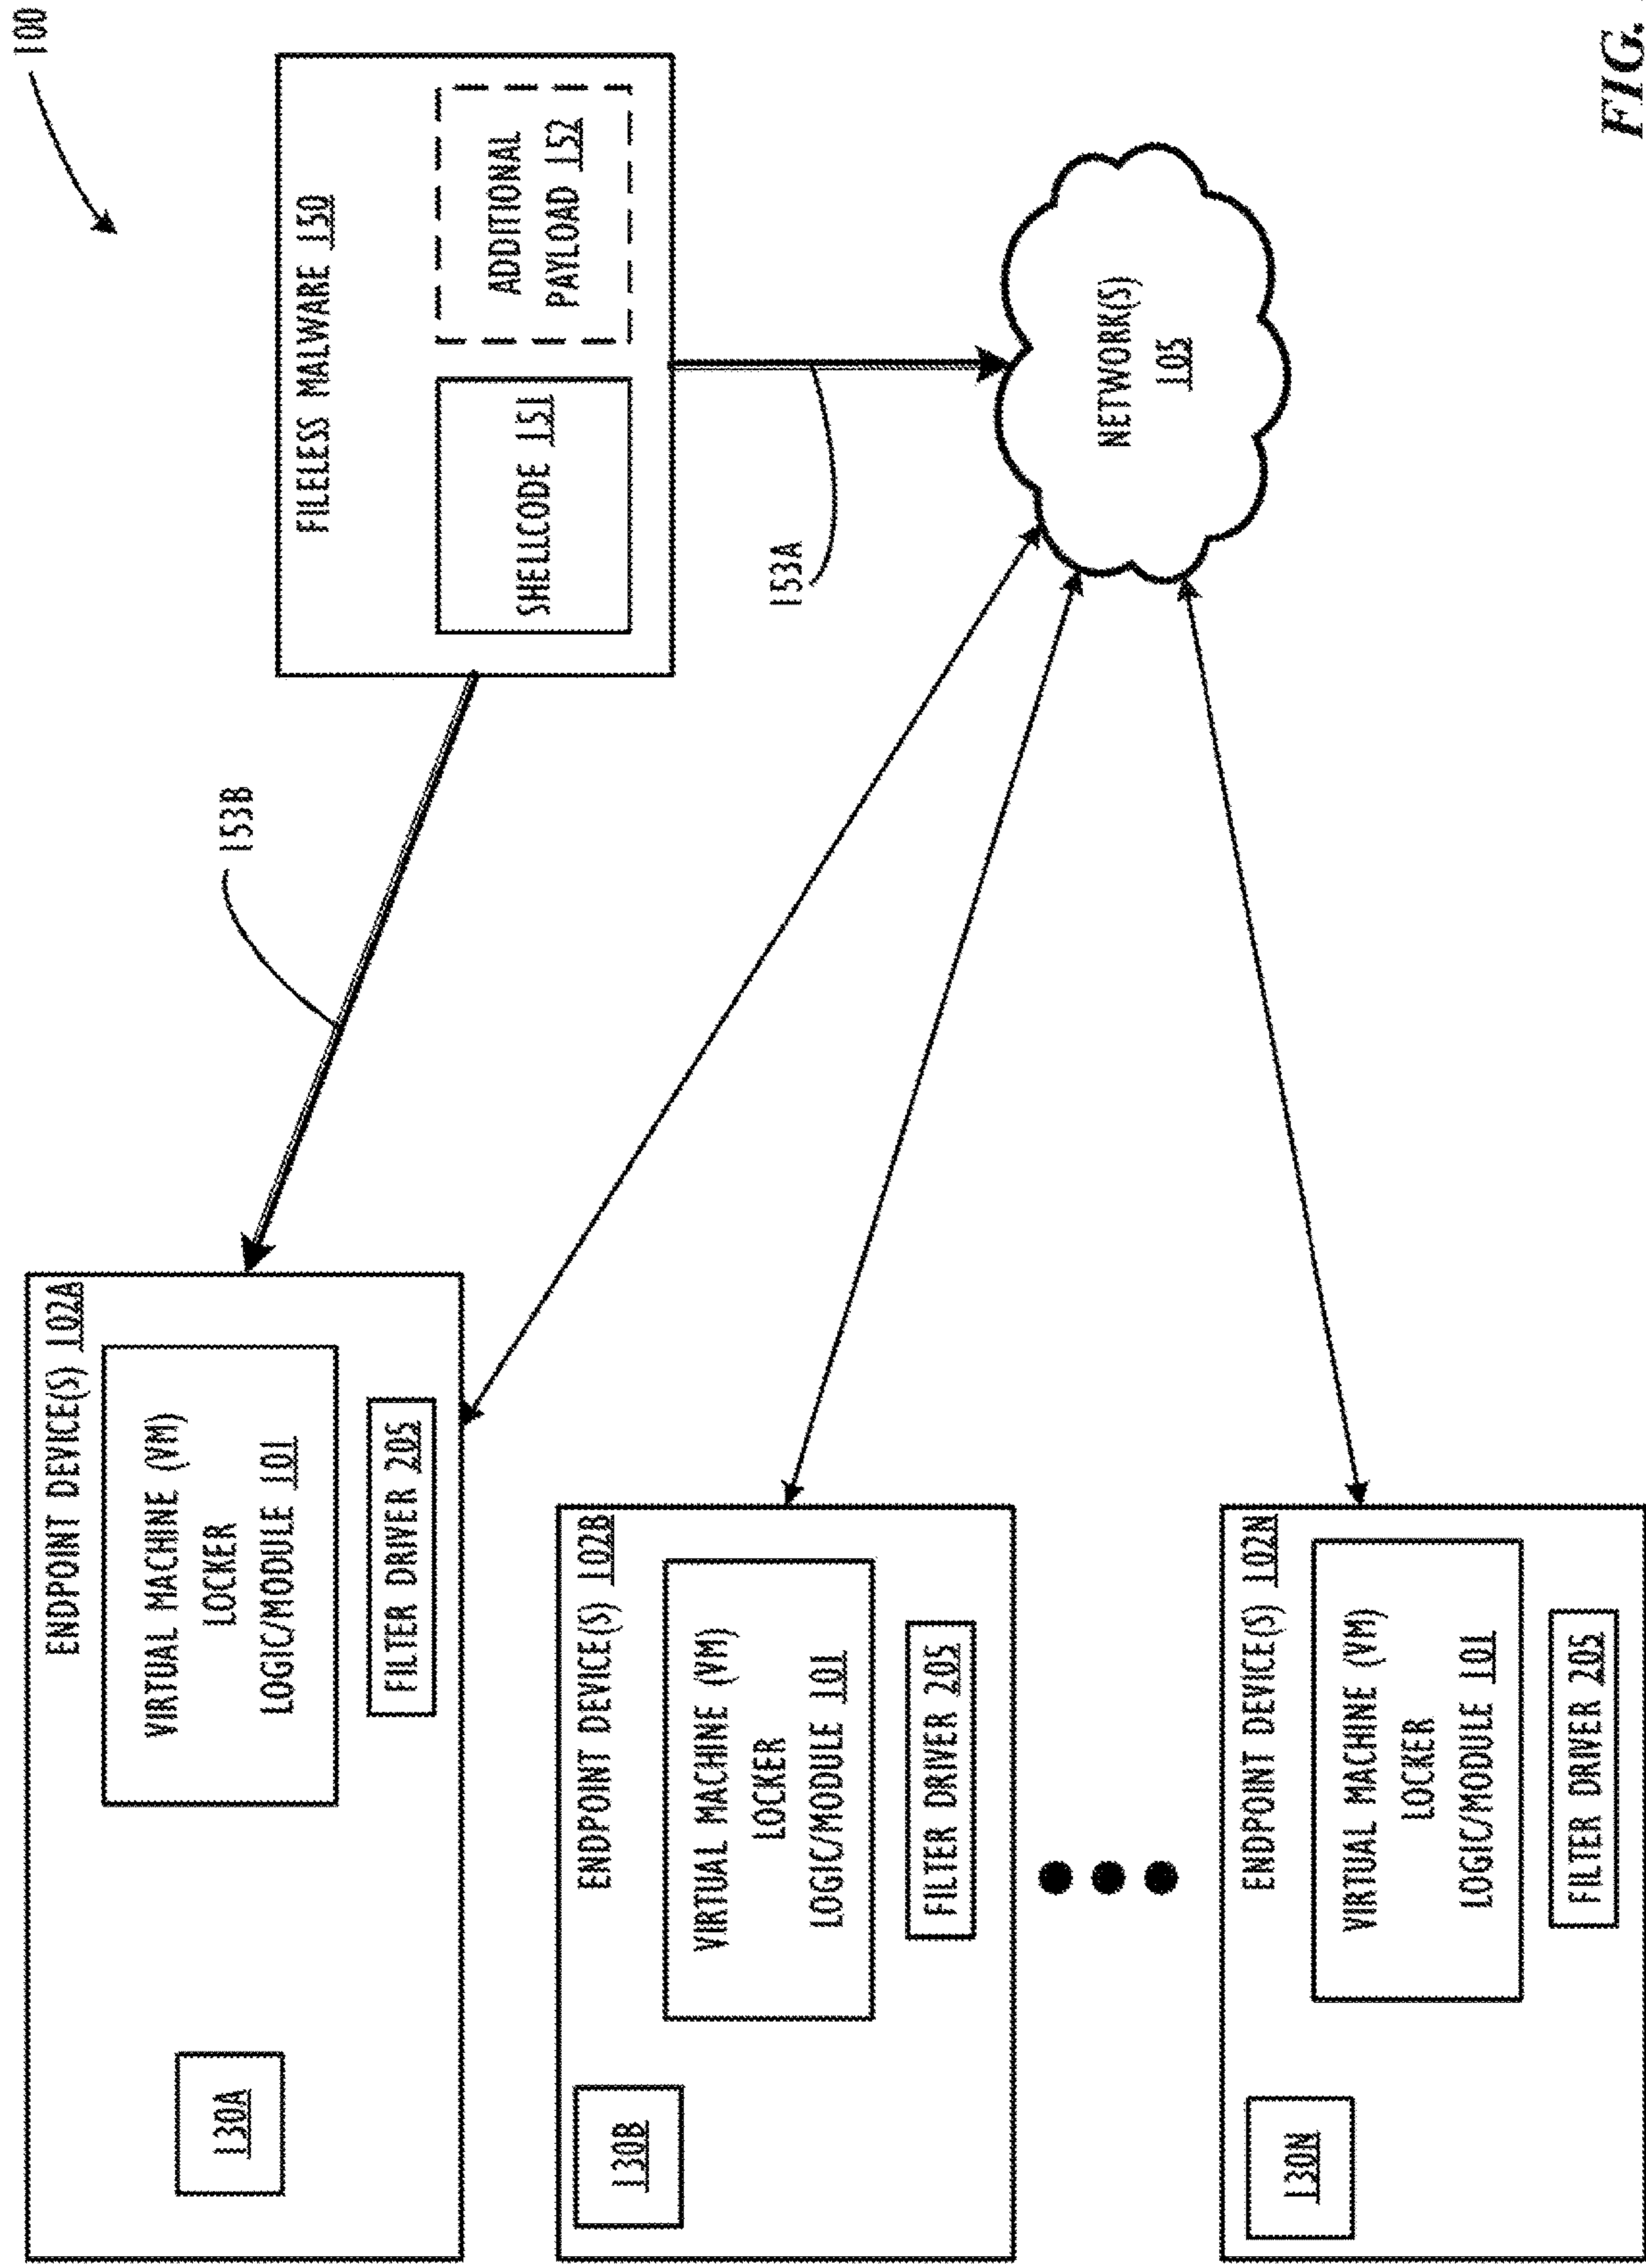 100
ENDPOINT DEVICE(S) 102A
130A
VIRTUAL MACHINE (VM)
LOCKER
LOGIC/MODULE 101
FILTER DRIVER 205
153B
FILELESS MALWARE 150
SHELLCODE 151
ADDITIONAL
PAYLOAD 152
153A
ENDPOINT DEVICE(S) 102B
130B
VIRTUAL MACHINE (VM)
LOCKER
LOGIC/MODULE 101
FILTER DRIVER 205
NETWORK(S)
105
ENDPOINT DEVICE(S) 102N
130N
VIRTUAL MACHINE (VM)
LOCKER
LOGIC/MODULE 101
FILTER DRIVER 205
FIG.